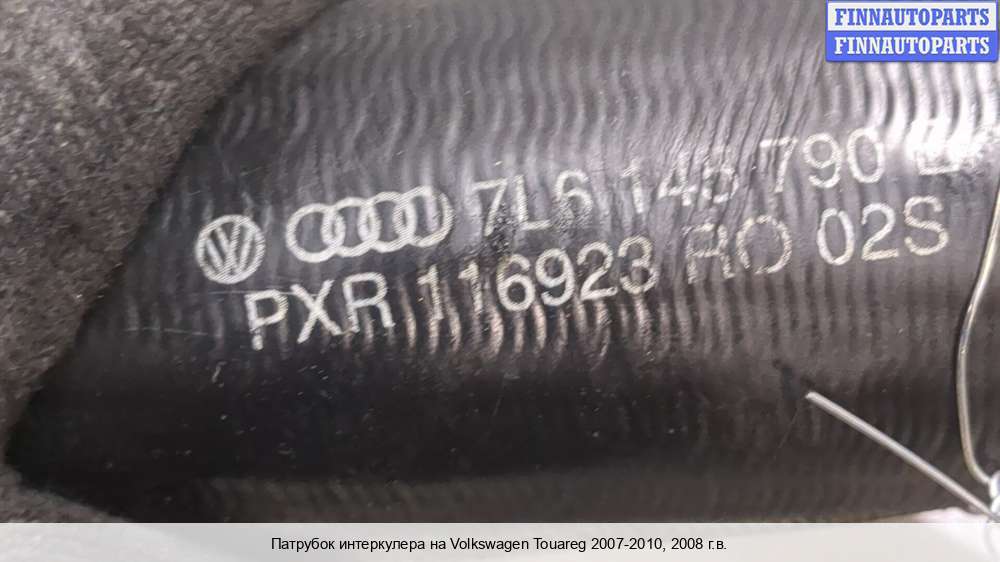 FINNAUTOPARTS
FINNAUTOPARTS
7L6 145 790
PXR 116923 RO 02S
Патрубок интеркулера на Volkswagen Touareg 2007-2010, 2008 г.в.